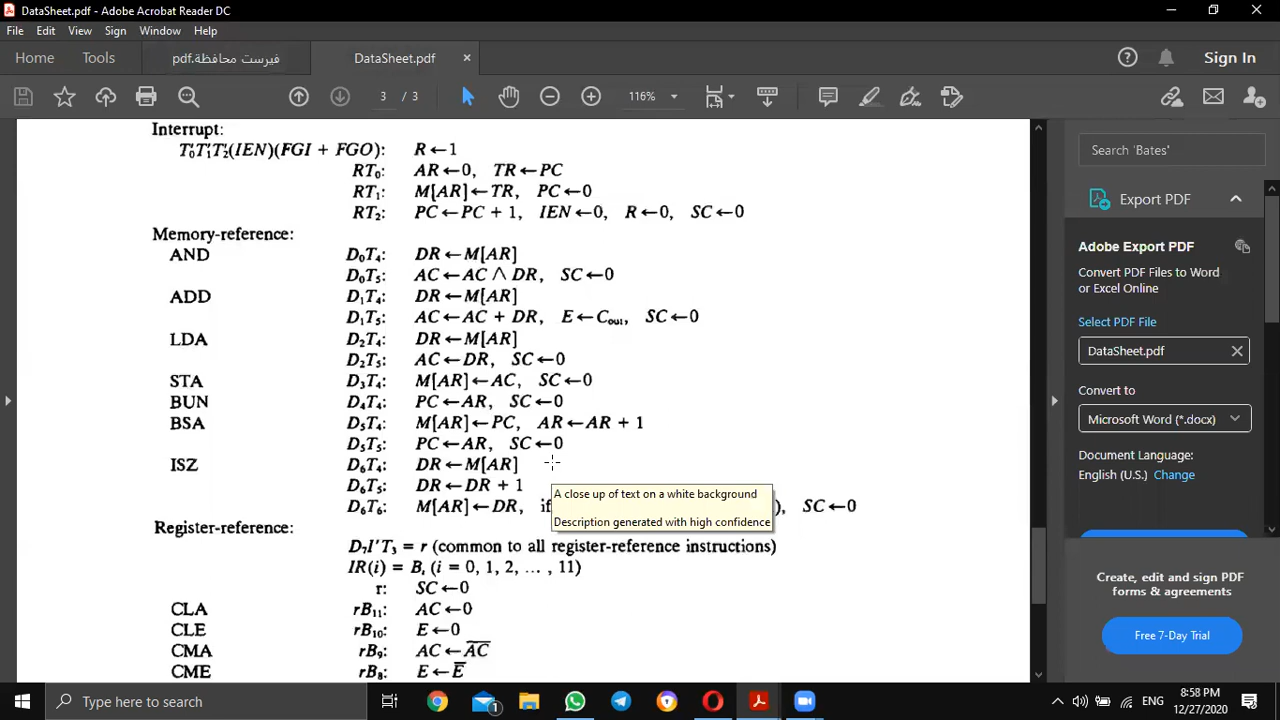 DataSheet.pdf - Adobe Acrobat Reader DC
File Edit View Sign Window Help
Home Tools فيرست محافظة.pdf DataSheet.pdf × Sign In
3 / 3 116%
Interrupt:
T′₀T′₁T′₂(IEN)(FGI + FGO): R ← 1
RT₀: AR ← 0, TR ← PC
RT₁: M[AR] ← TR, PC ← 0
RT₂: PC ← PC + 1, IEN ← 0, R ← 0, SC ← 0
Memory-reference:
AND D₀T₄: DR ← M[AR]
D₀T₅: AC ← AC ∧ DR, SC ← 0
ADD D₁T₄: DR ← M[AR]
D₁T₅: AC ← AC + DR, E ← Cout, SC ← 0
LDA D₂T₄: DR ← M[AR]
D₂T₅: AC ← DR, SC ← 0
STA D₃T₄: M[AR] ← AC, SC ← 0
BUN D₄T₄: PC ← AR, SC ← 0
BSA D₅T₄: M[AR] ← PC, AR ← AR + 1
D₅T₅: PC ← AR, SC ← 0
ISZ D₆T₄: DR ← M[AR]
D₆T₅: DR ← DR + 1
D₆T₆: M[AR] ← DR, if ), SC ← 0
A close up of text on a white background
Description generated with high confidence
Register-reference:
D₇I′T₃ = r (common to all register-reference instructions)
IR(i) = Bᵢ (i = 0, 1, 2, ... , 11)
r: SC ← 0
CLA rB₁₁: AC ← 0
CLE rB₁₀: E ← 0
CMA rB₉: AC ← A̅C̅
CME rB₈: E ← E̅
Search 'Bates'
Export PDF
Adobe Export PDF
Convert PDF Files to Word
or Excel Online
Select PDF File
DataSheet.pdf ×
Convert to
Microsoft Word (*.docx)
Document Language:
English (U.S.) Change
Create, edit and sign PDF
forms & agreements
Free 7-Day Trial
Type here to search
1
ENG
8:58 PM
12/27/2020